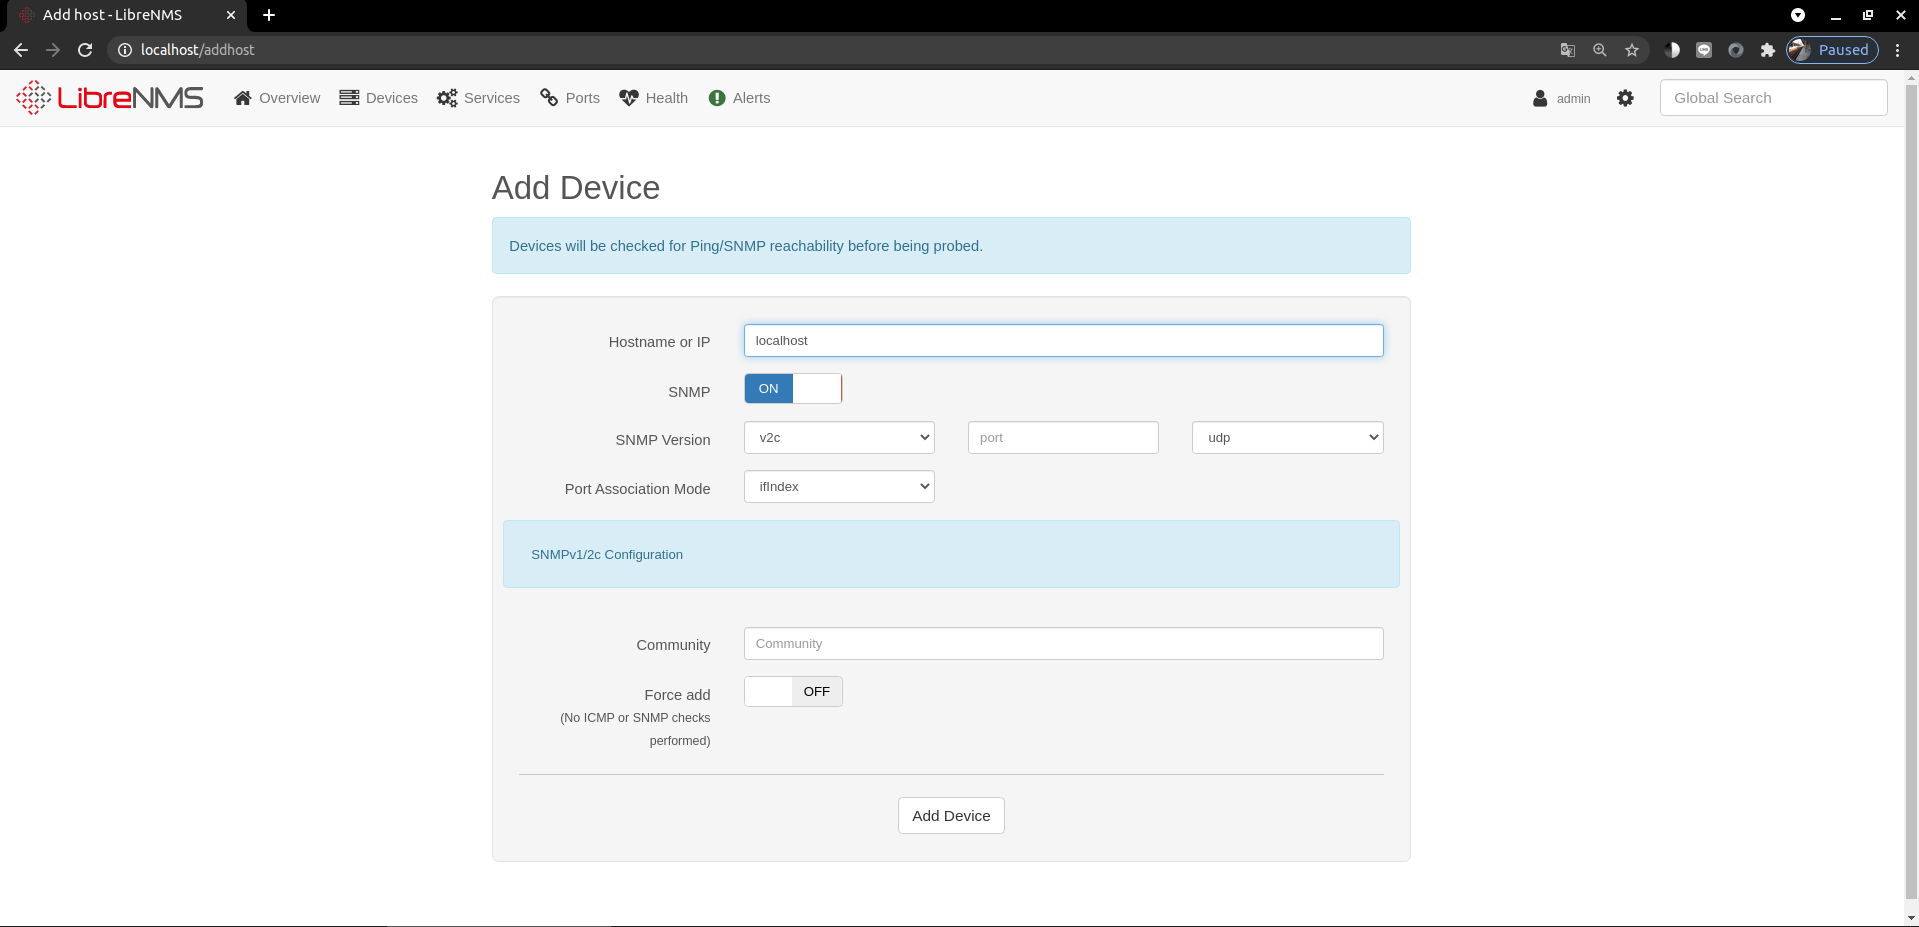 Add host - LibreNMS
localhost/addhost
Paused
LibreNMS Overview Devices Services Ports Health Alerts admin Global Search
Add Device
Devices will be checked for Ping/SNMP reachability before being probed.
Hostname or IP localhost
SNMP ON
SNMP Version v2c port udp
Port Association Mode ifIndex
SNMPv1/2c Configuration
Community Community
Force add OFF
(No ICMP or SNMP checks
performed)
Add Device